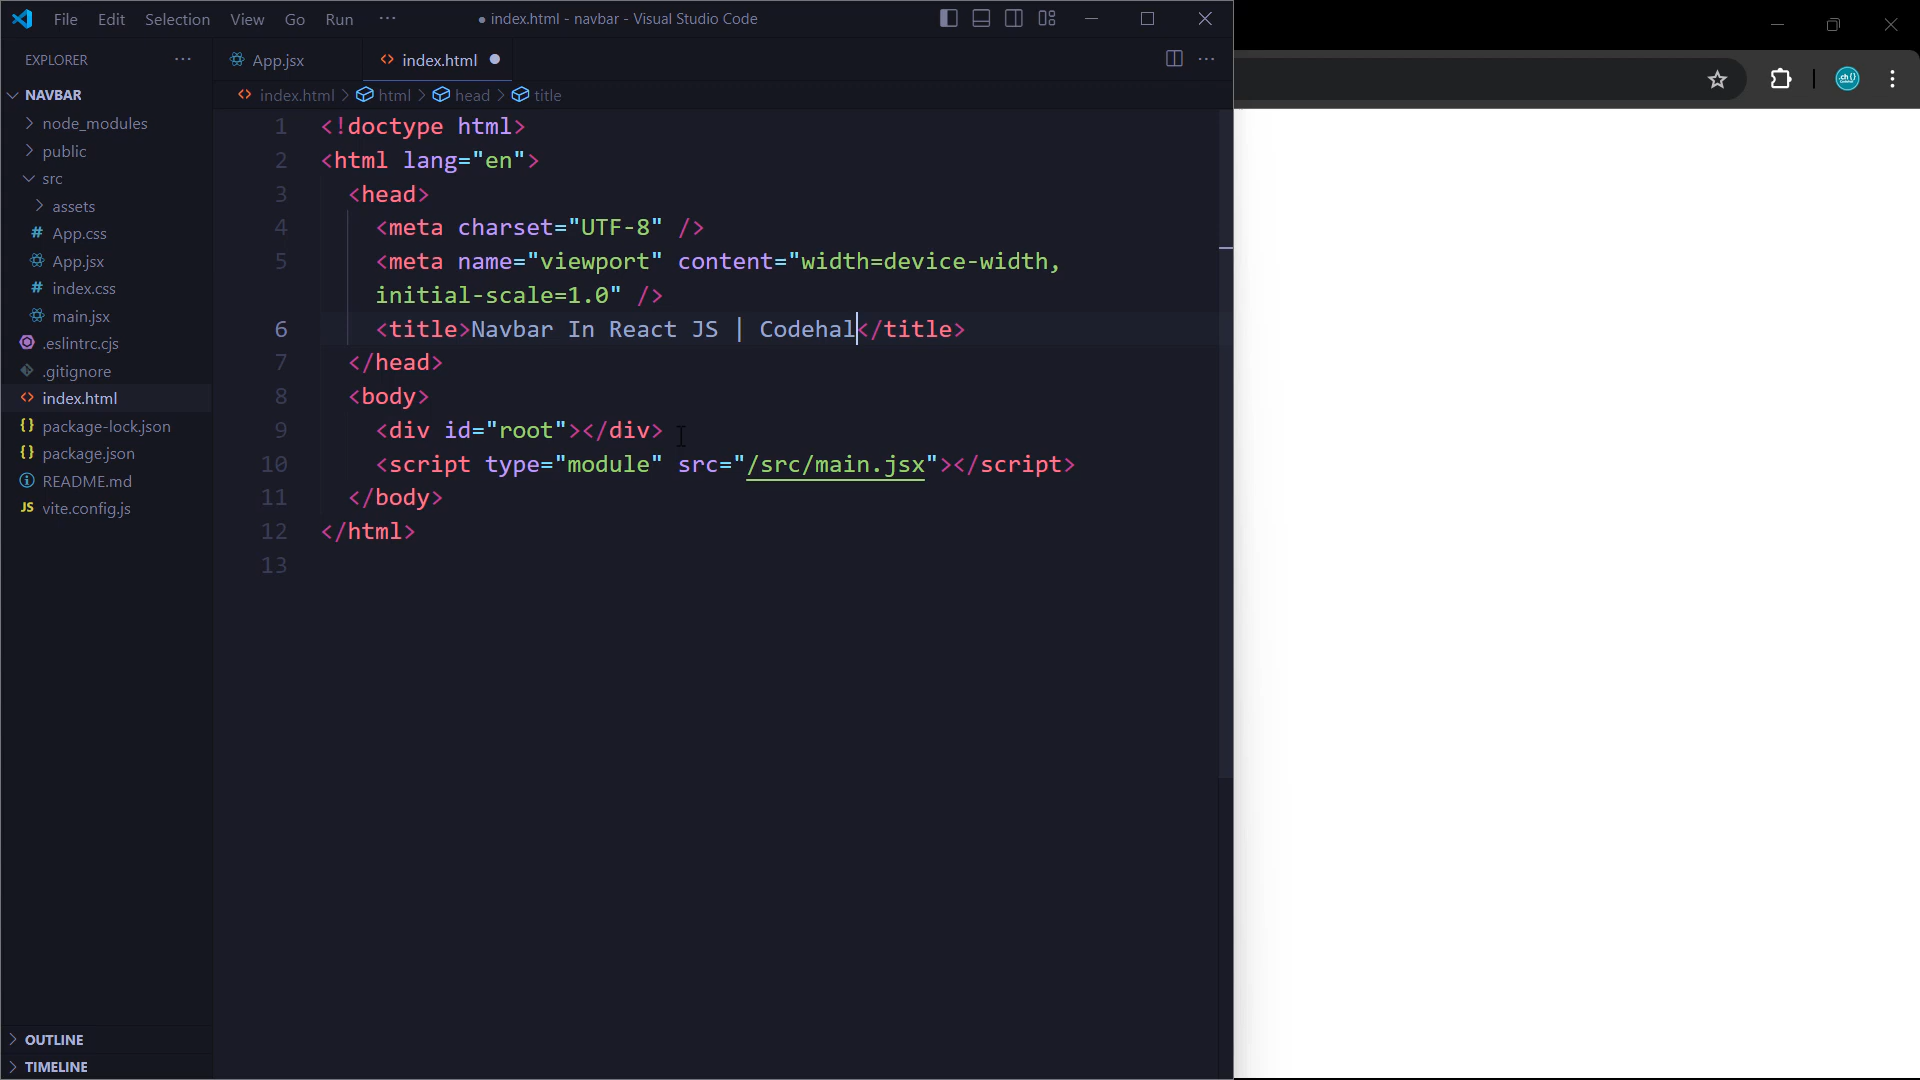 File Edit Selection View Go Run ··· ● index.html - navbar - Visual Studio Code
EXPLORER ···
NAVBAR
node_modules
public
src
assets
# App.css
App.jsx
# index.css
main.jsx
.eslintrc.cjs
.gitignore
<> index.html
{} package-lock.json
{} package.json
README.md
JS vite.config.js
OUTLINE
TIMELINE
App.jsx <> index.html ●
<> index.html > html > head > title
1 <!doctype html>
2 <html lang="en">
3 <head>
4 <meta charset="UTF-8" />
5 <meta name="viewport" content="width=device-width,
initial-scale=1.0" />
6 <title>Navbar In React JS | Codehal</title>
7 </head>
8 <body>
9 <div id="root"></div>
10 <script type="module" src="/src/main.jsx"></script>
11 </body>
12 </html>
13